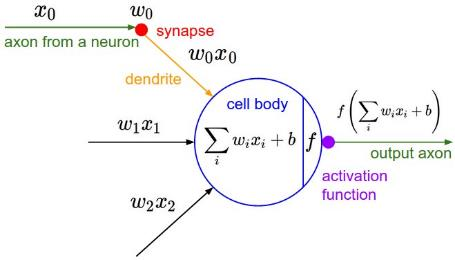 x₀
w₀
axon from a neuron
synapse
w₀x₀
dendrite
cell body
w₁x₁
∑ᵢ wᵢxᵢ + b
f
f(∑ᵢ wᵢxᵢ + b)
output axon
w₂x₂
activation
function